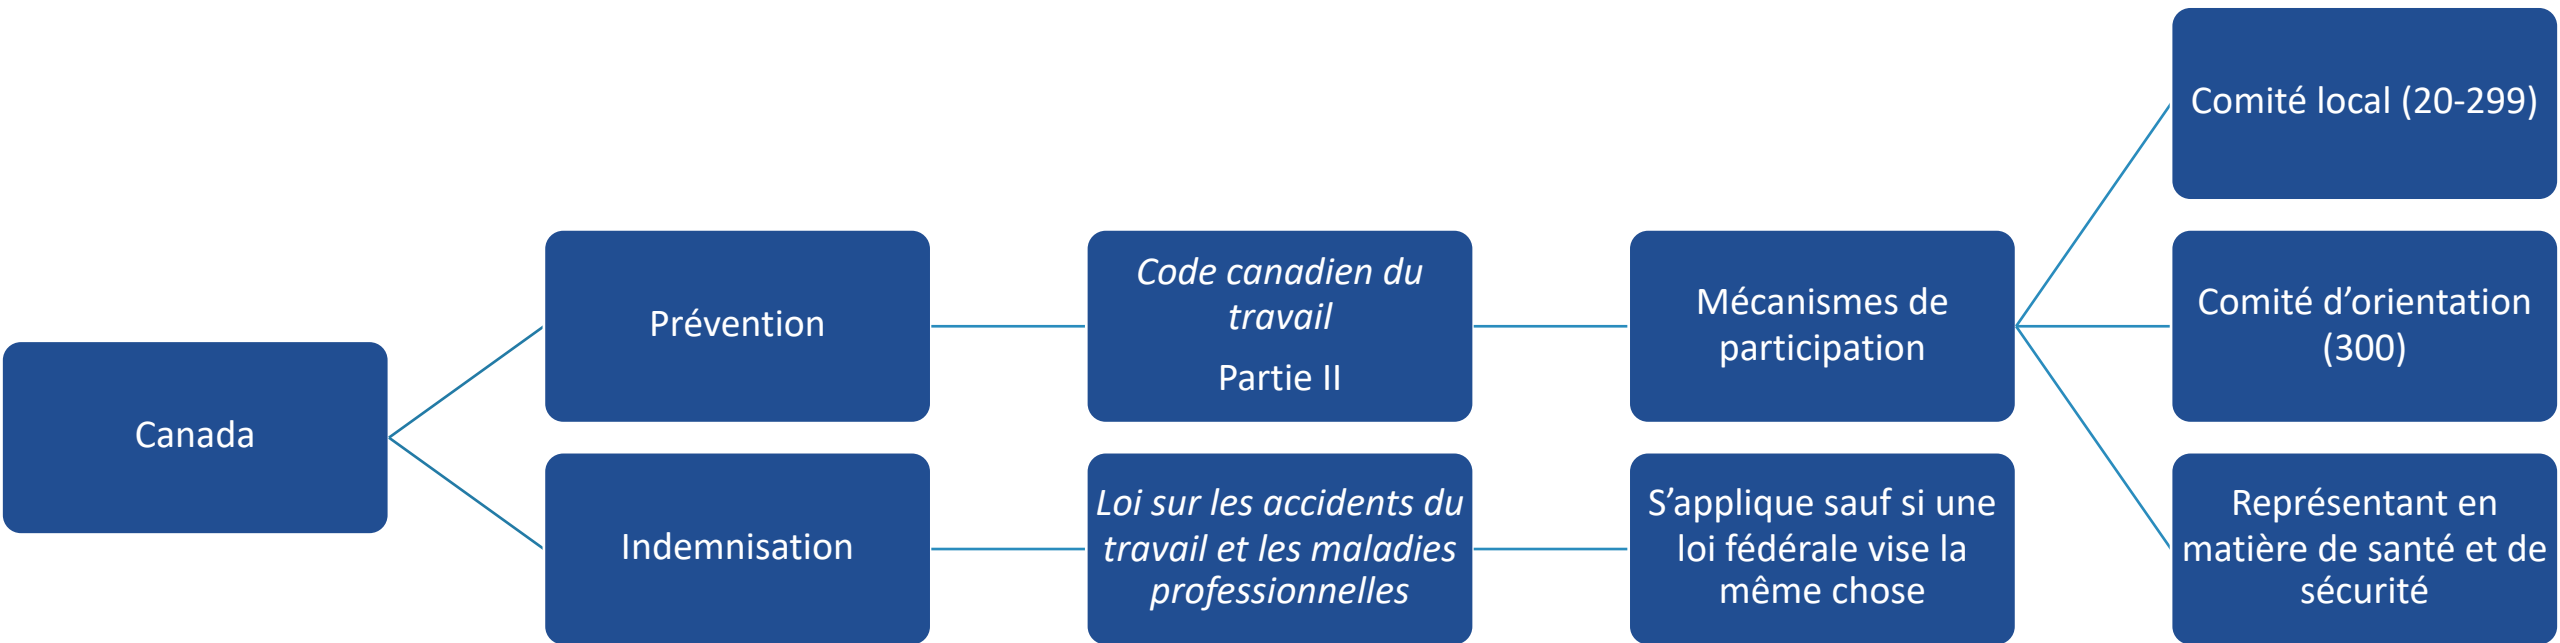 Canada
Prévention
Indemnisation
Code canadien du
travail
Partie II
Loi sur les accidents du
travail et les maladies
professionnelles
Mécanismes de
participation
S’applique sauf si une
loi fédérale vise la
même chose
Comité local (20-299)
Comité d’orientation
(300)
Représentant en
matière de santé et de
sécurité